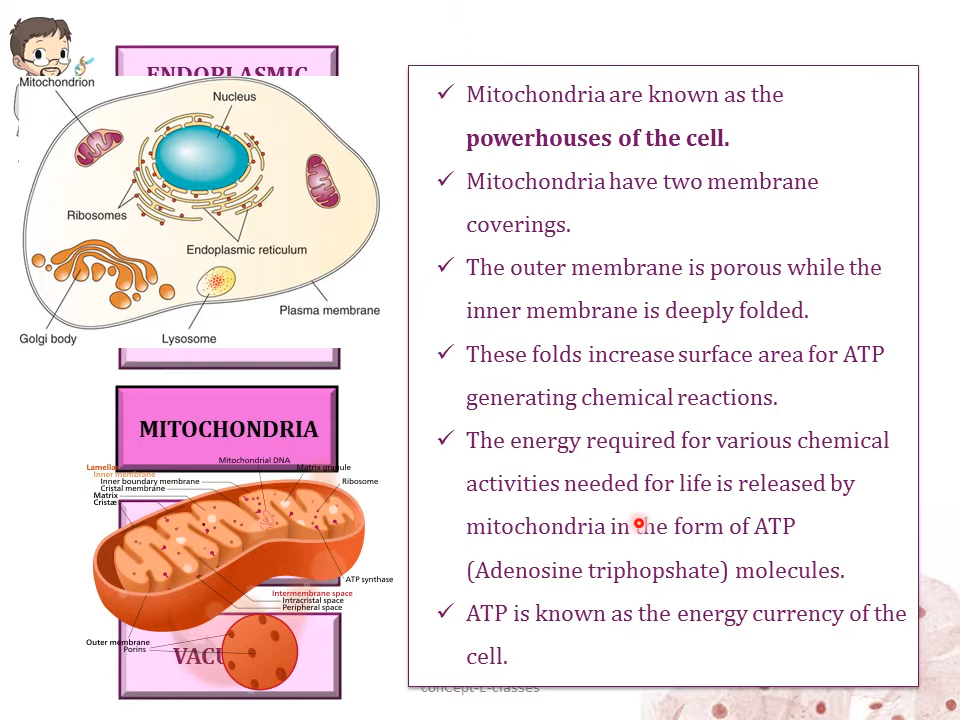 ENDOPLASMIC
Mitochondrion
Nucleus
Ribosomes
Endoplasmic reticulum
Plasma membrane
Golgi body
Lysosome
MITOCHONDRIA
Mitochondrial DNA
Lamella
Matrix granule
Inner membrane
Inner boundary membrane
Ribosome
Cristal membrane
Matrix
Cristæ
ATP synthase
Intermembrane space
Intracristal space
Peripheral space
Outer membrane
Porins
VACU
✓ Mitochondria are known as the
powerhouses of the cell.
✓ Mitochondria have two membrane
coverings.
✓ The outer membrane is porous while the
inner membrane is deeply folded.
✓ These folds increase surface area for ATP
generating chemical reactions.
✓ The energy required for various chemical
activities needed for life is released by
mitochondria in the form of ATP
(Adenosine triphopshate) molecules.
✓ ATP is known as the energy currency of the
cell.
conCept-E-classes